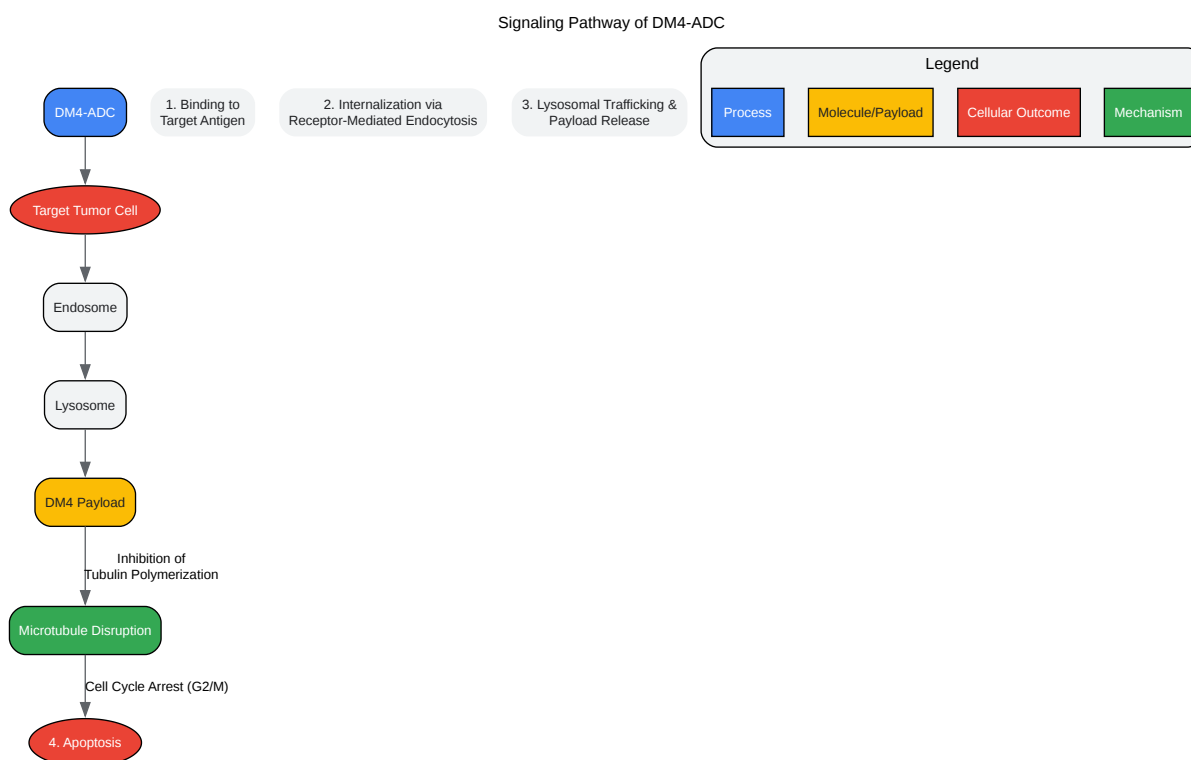 Signaling Pathway of DM4-ADC
Legend
DM4-ADC
1. Binding to
Target Antigen
2. Internalization via
Receptor-Mediated Endocytosis
3. Lysosomal Trafficking &
Payload Release
Process
Molecule/Payload
Cellular Outcome
Mechanism
Target Tumor Cell
Endosome
Lysosome
DM4 Payload
Inhibition of
Tubulin Polymerization
Microtubule Disruption
Cell Cycle Arrest (G2/M)
4. Apoptosis